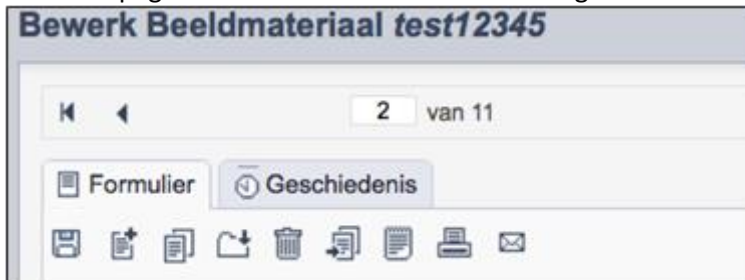 Bewerk Beeldmateriaal test12345
2 van 11
Formulier Geschiedenis